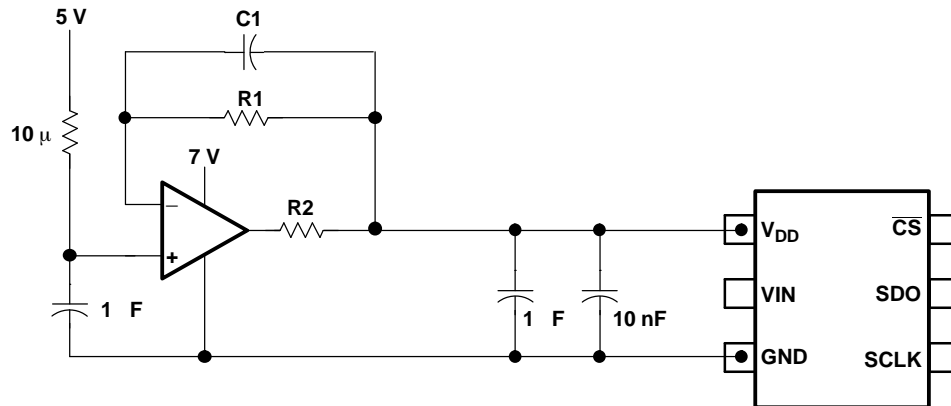 5 V
C1
R1
10 μ
7 V
R2
−
+
1 F
1 F
10 nF
VDD
CS
VIN
SDO
GND
SCLK